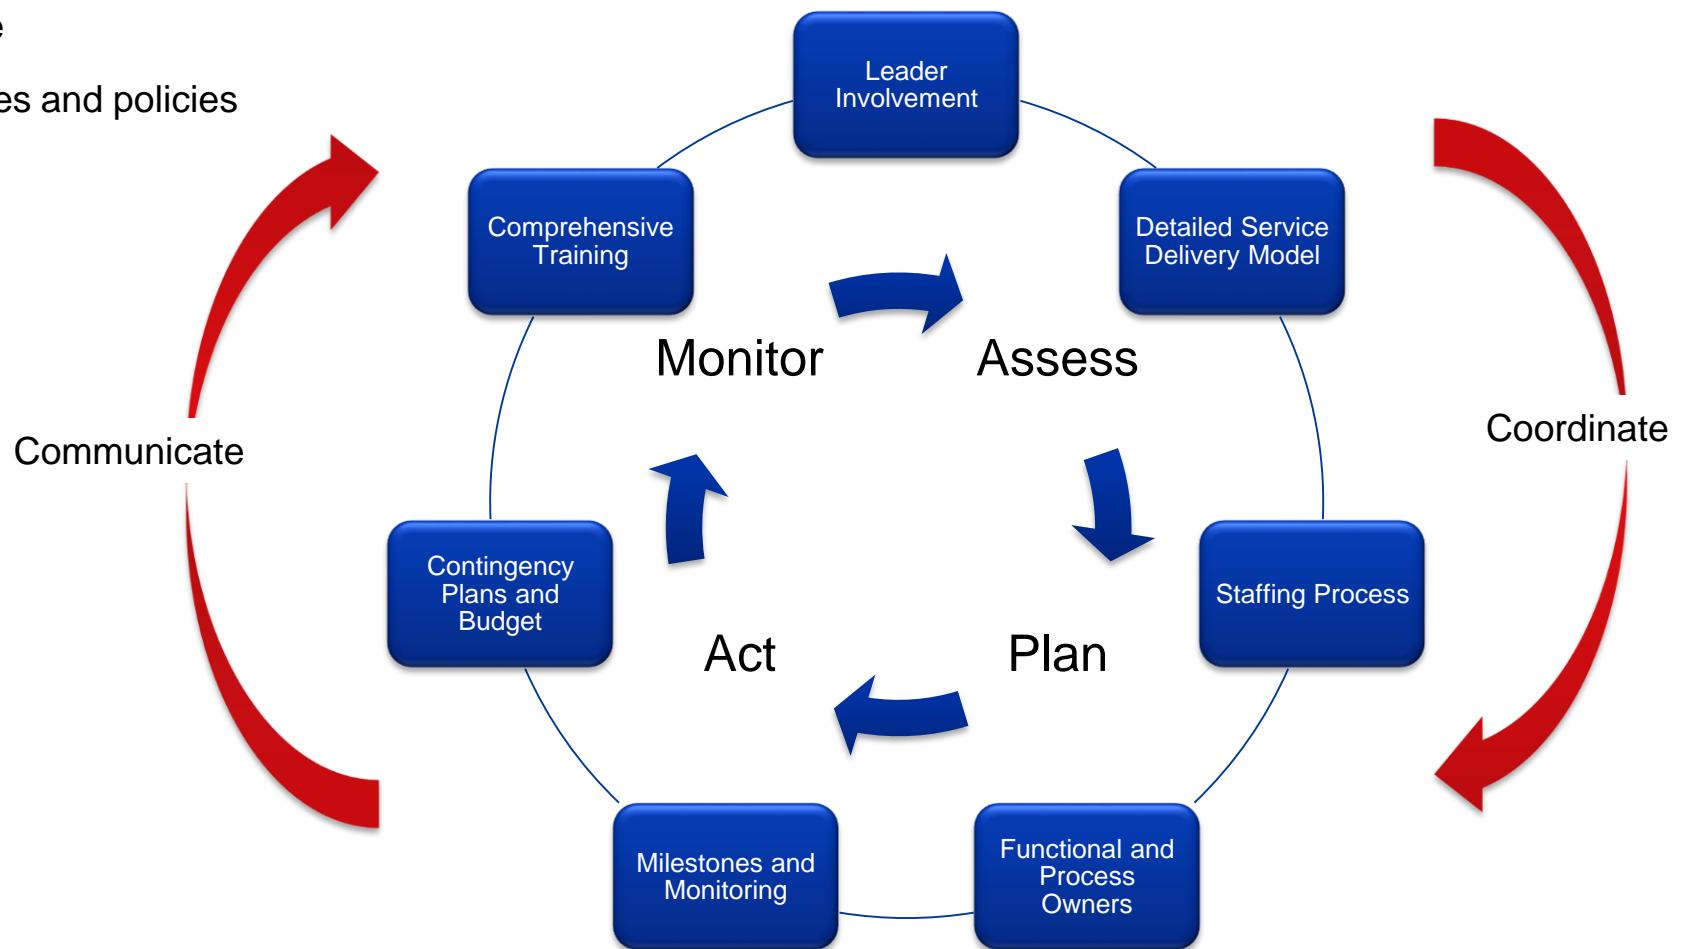 e
es and policies
Leader
Involvement
Comprehensive
Training
Detailed Service
Delivery Model
Monitor
Assess
Communicate
Coordinate
Contingency
Plans and
Budget
Staffing Process
Act
Plan
Milestones and
Monitoring
Functional and
Process
Owners